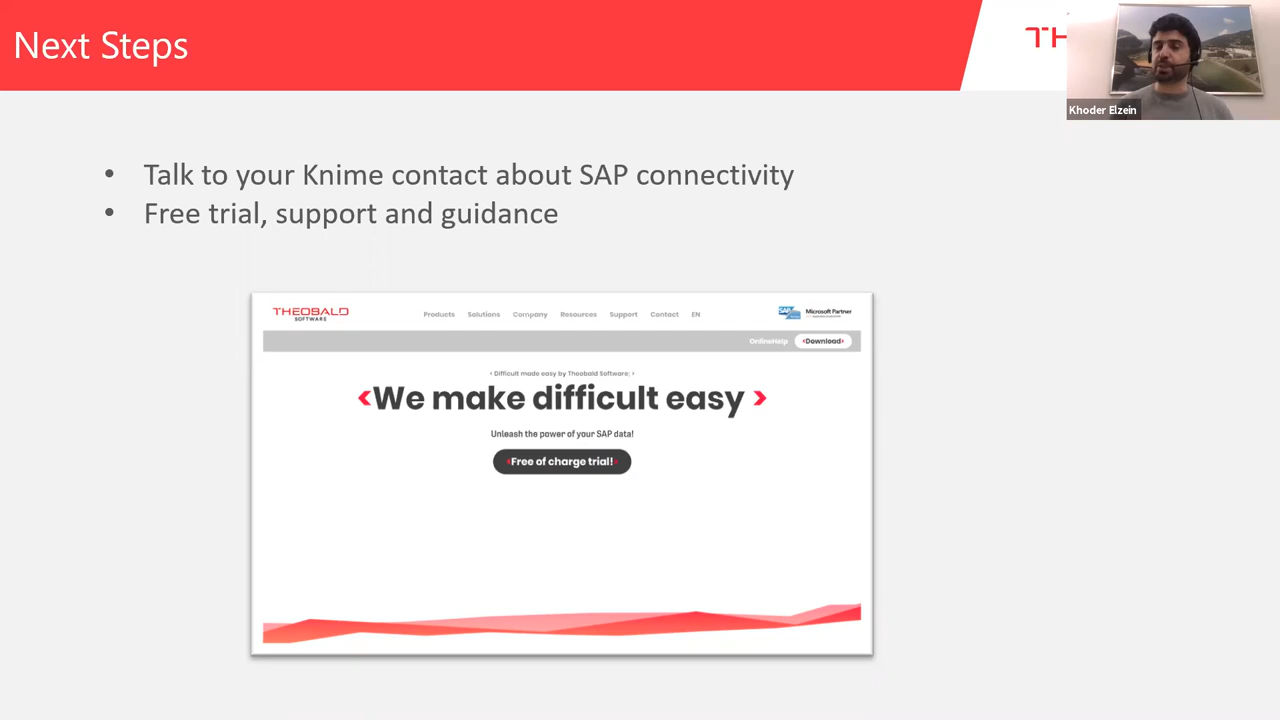 Next Steps
TH
Khoder Elzein
• Talk to your Knime contact about SAP connectivity
• Free trial, support and guidance
THEOBALD
SOFTWARE
Products Solutions Company Resources Support Contact EN
SAP
Microsoft Partner
OnlineHelp
<Download>
< Difficult made easy by Theobald Software; >
<We make difficult easy >
Unleash the power of your SAP data!
<Free of charge trial!>